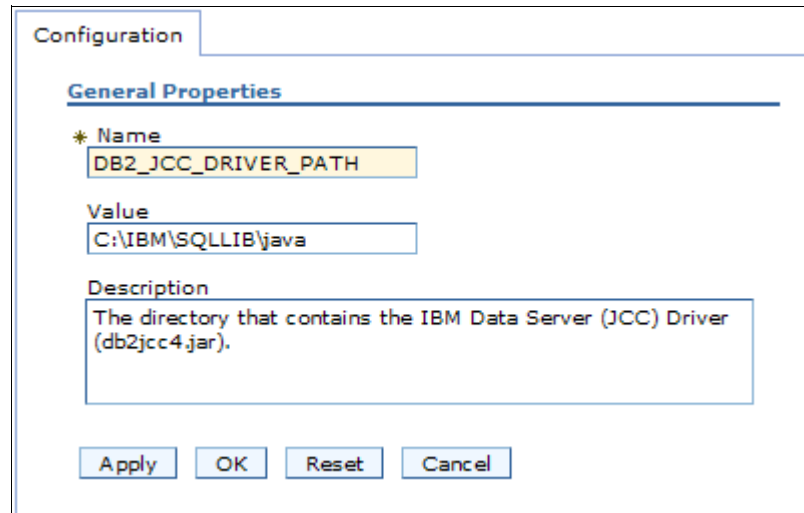 Configuration
General Properties
* Name
DB2_JCC_DRIVER_PATH
Value
C:\IBM\SQLLIB\java
Description
The directory that contains the IBM Data Server (JCC) Driver
(db2jcc4.jar).
Apply OK Reset Cancel